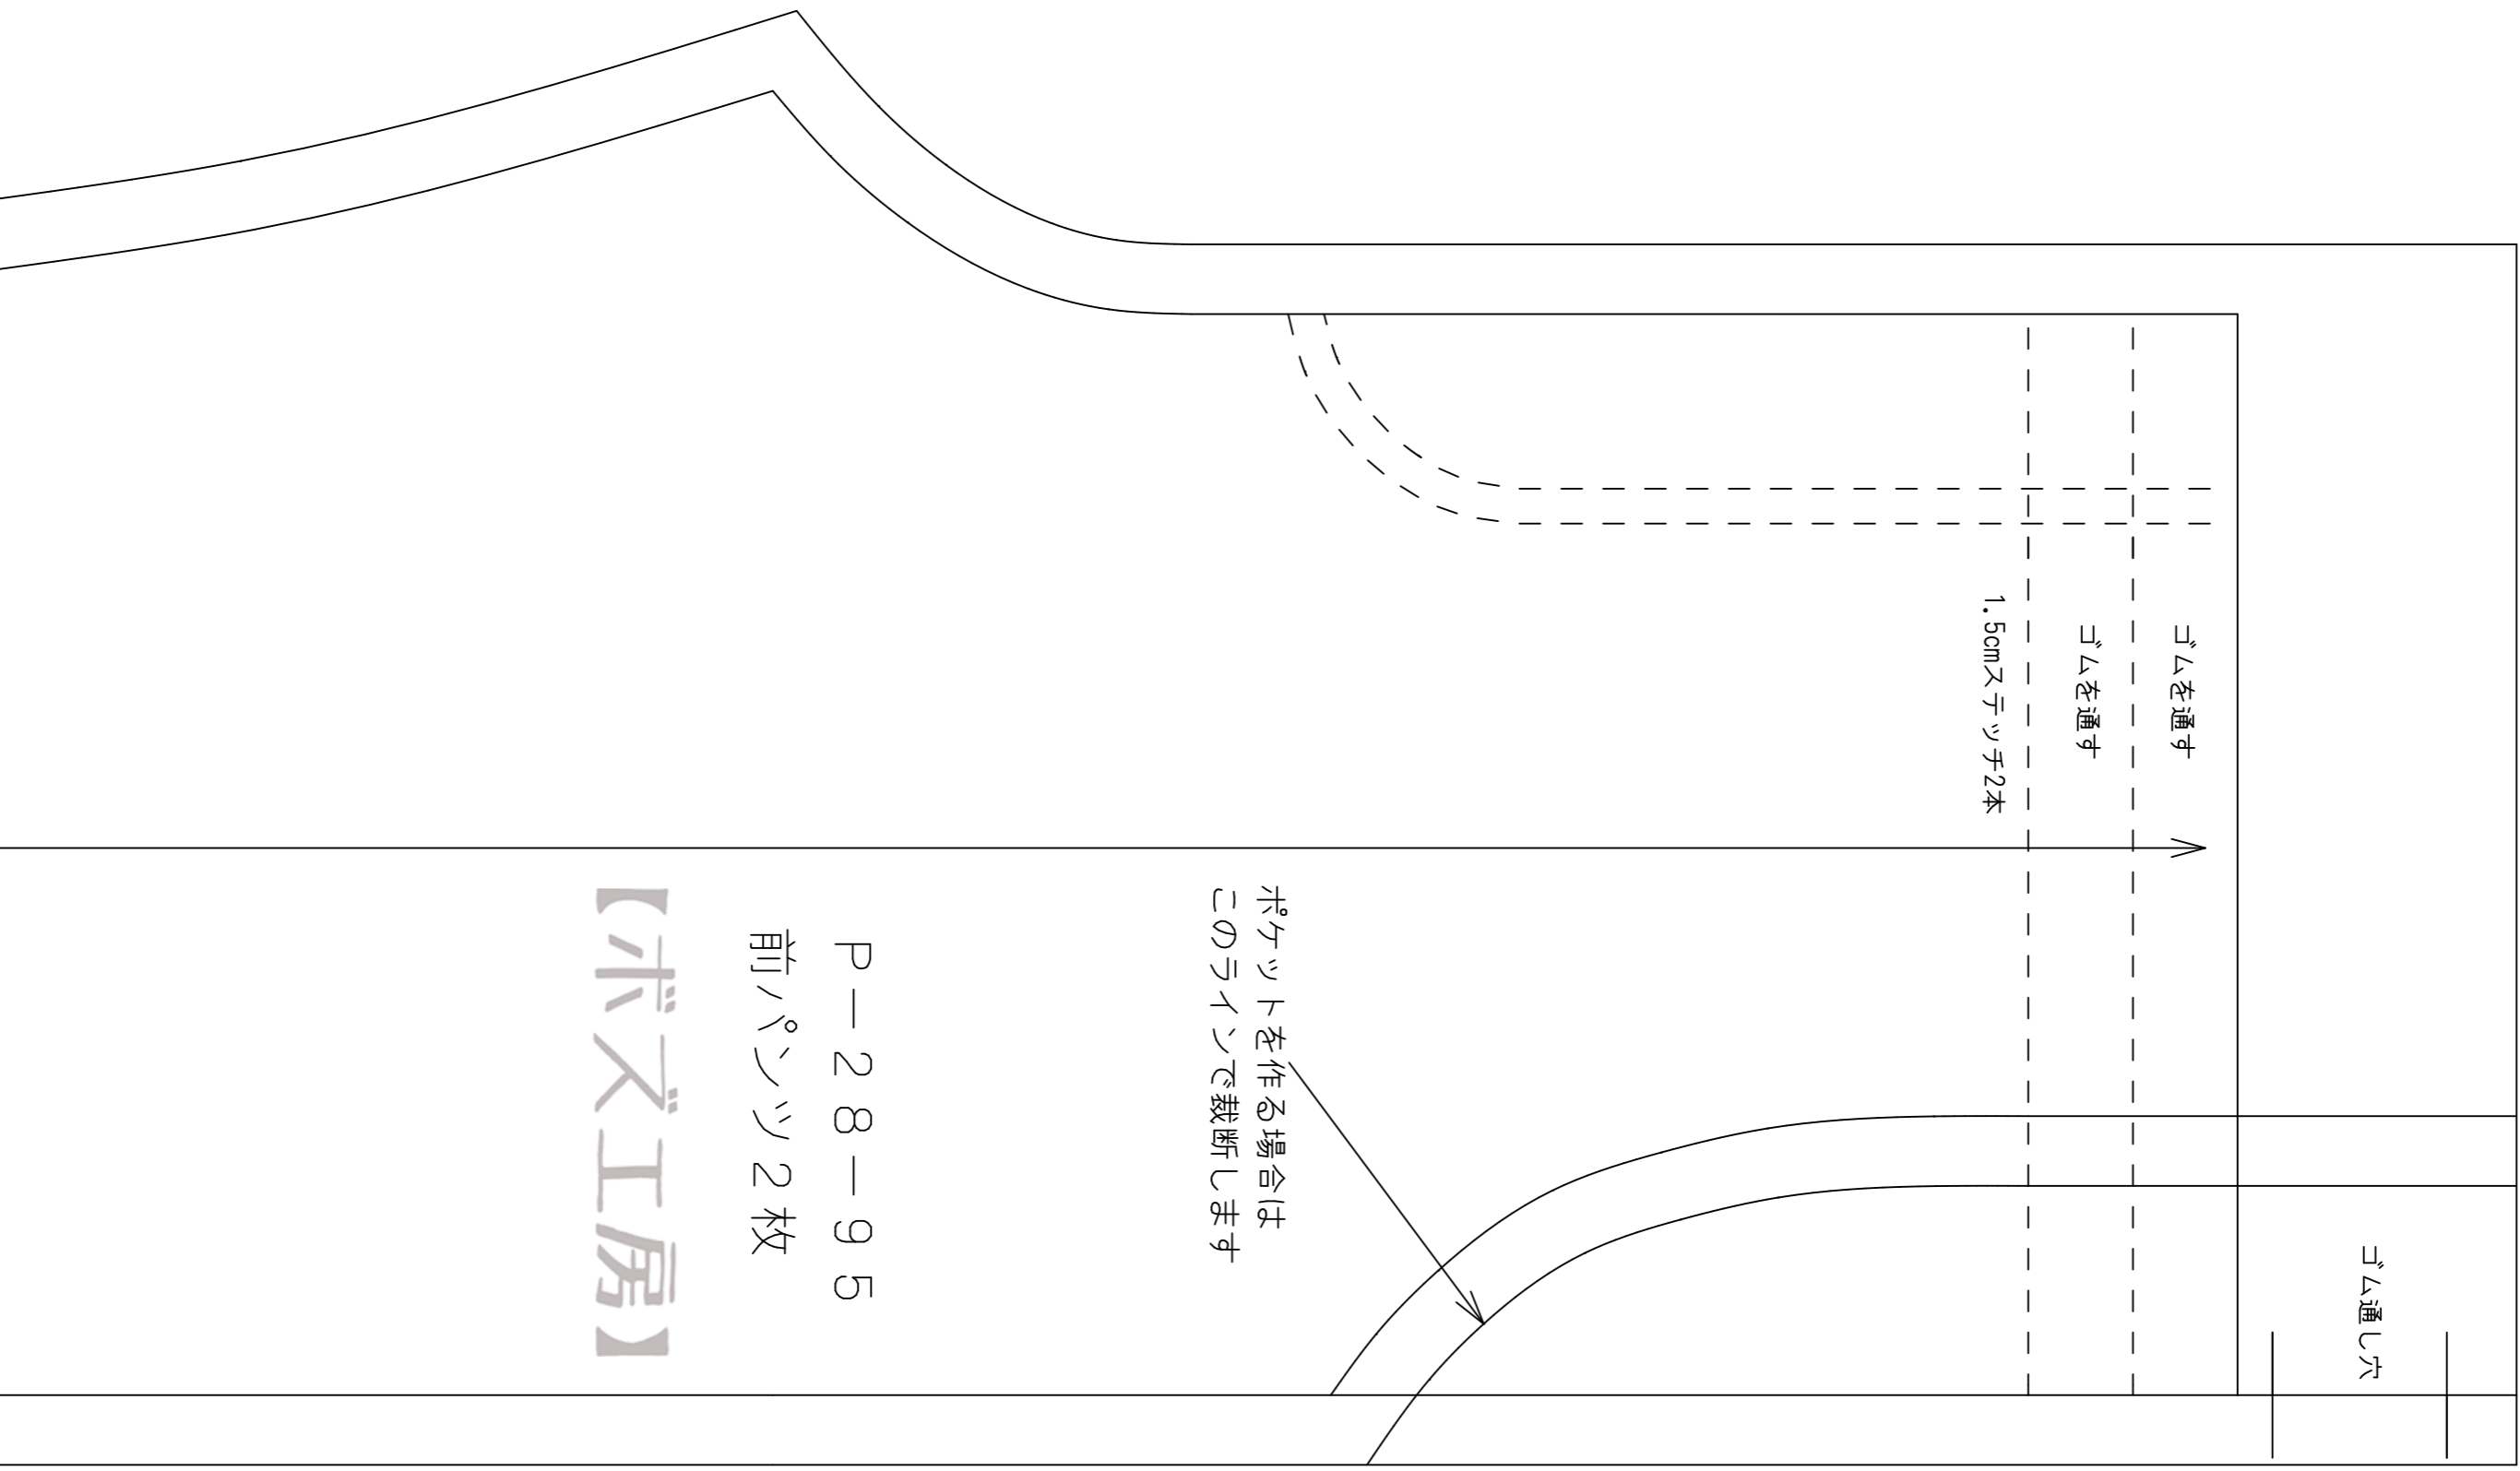 ゴム通し穴
ゴムを通す
ゴムを通す
1.5cmステッチ2本
ポケットを作る場合は
このラインで裁断します
P－28－95
前パンツ2枚
【ボズ工房】